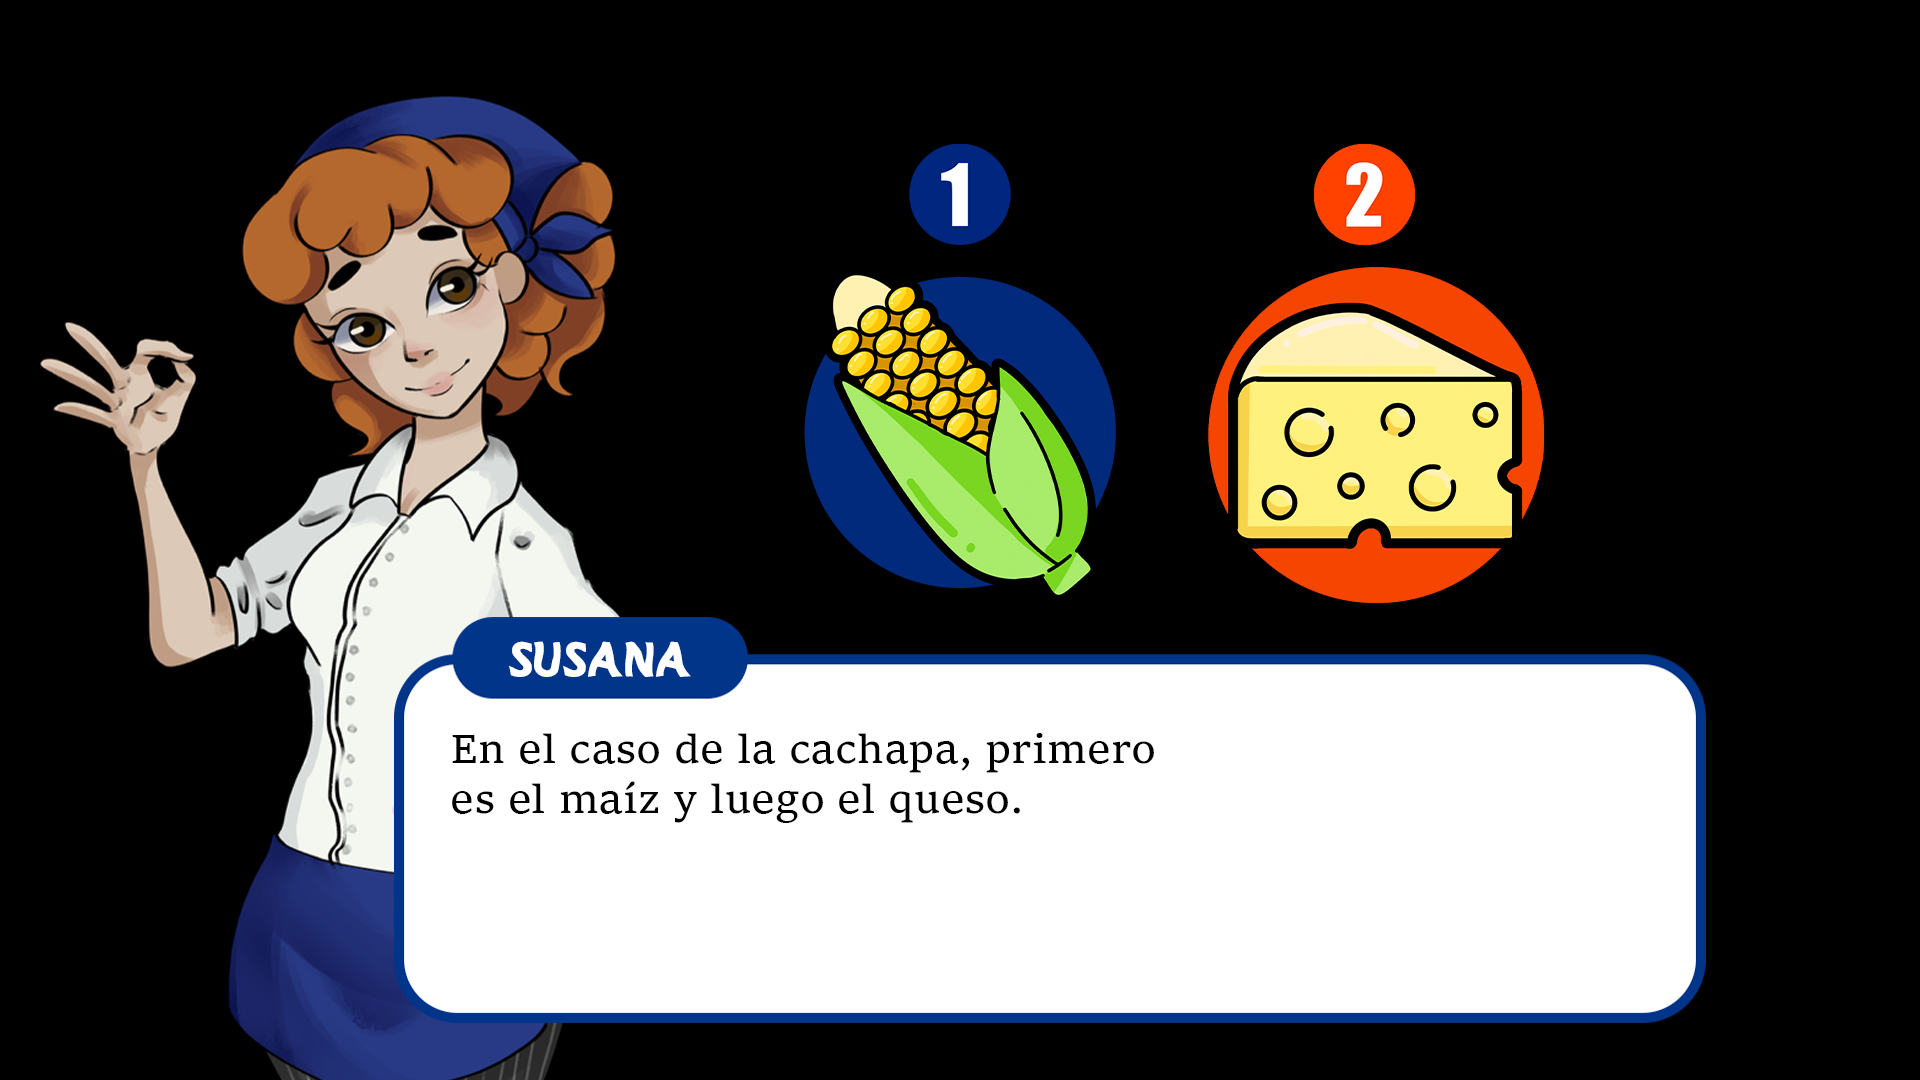 1
2
SUSANA
En el caso de la cachapa, primero
es el maíz y luego el queso.